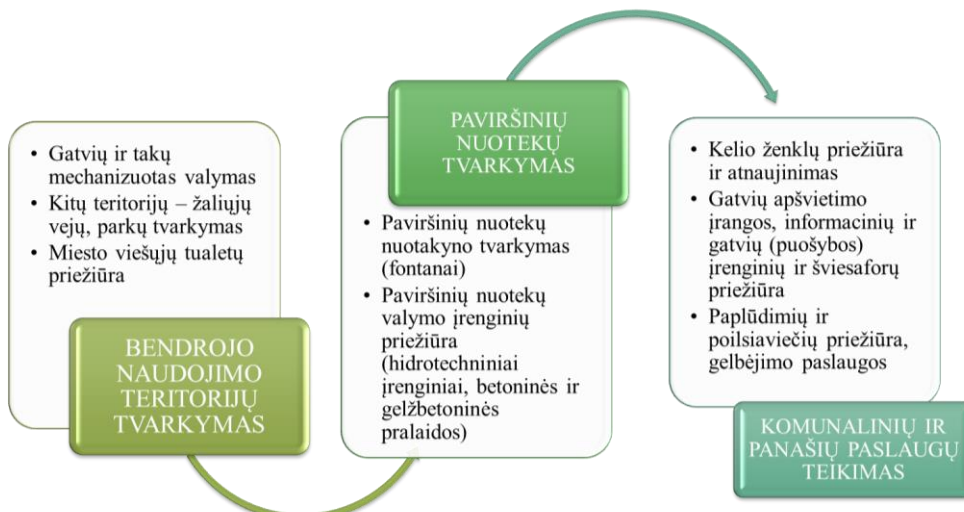 • Gatvių ir takų
mechanizuotas valymas
• Kitų teritorijų – žaliųjų
vejų, parkų tvarkymas
• Miesto viešųjų tualetų
priežiūra
BENDROJO
NAUDOJIMO
TERITORIJŲ
TVARKYMAS
PAVIRŠINIŲ
NUOTEKŲ
TVARKYMAS
• Paviršinių nuotekų
nuotakyno tvarkymas
(fontanai)
• Paviršinių nuotekų
valymo įrenginių
priežiūra
(hidrotechniniai
įrenginiai, betoninės ir
gelžbetoninės
pralaidos)
• Kelio ženklų priežiūra
ir atnaujinimas
• Gatvių apšvietimo
įrangos, informacinių ir
gatvių (puošybos)
įrenginių ir šviesaforų
priežiūra
• Paplūdimių ir
poilsiaviečių priežiūra,
gelbėjimo paslaugos
KOMUNALINIŲ IR
PANAŠIŲ PASLAUGŲ
TEIKIMAS